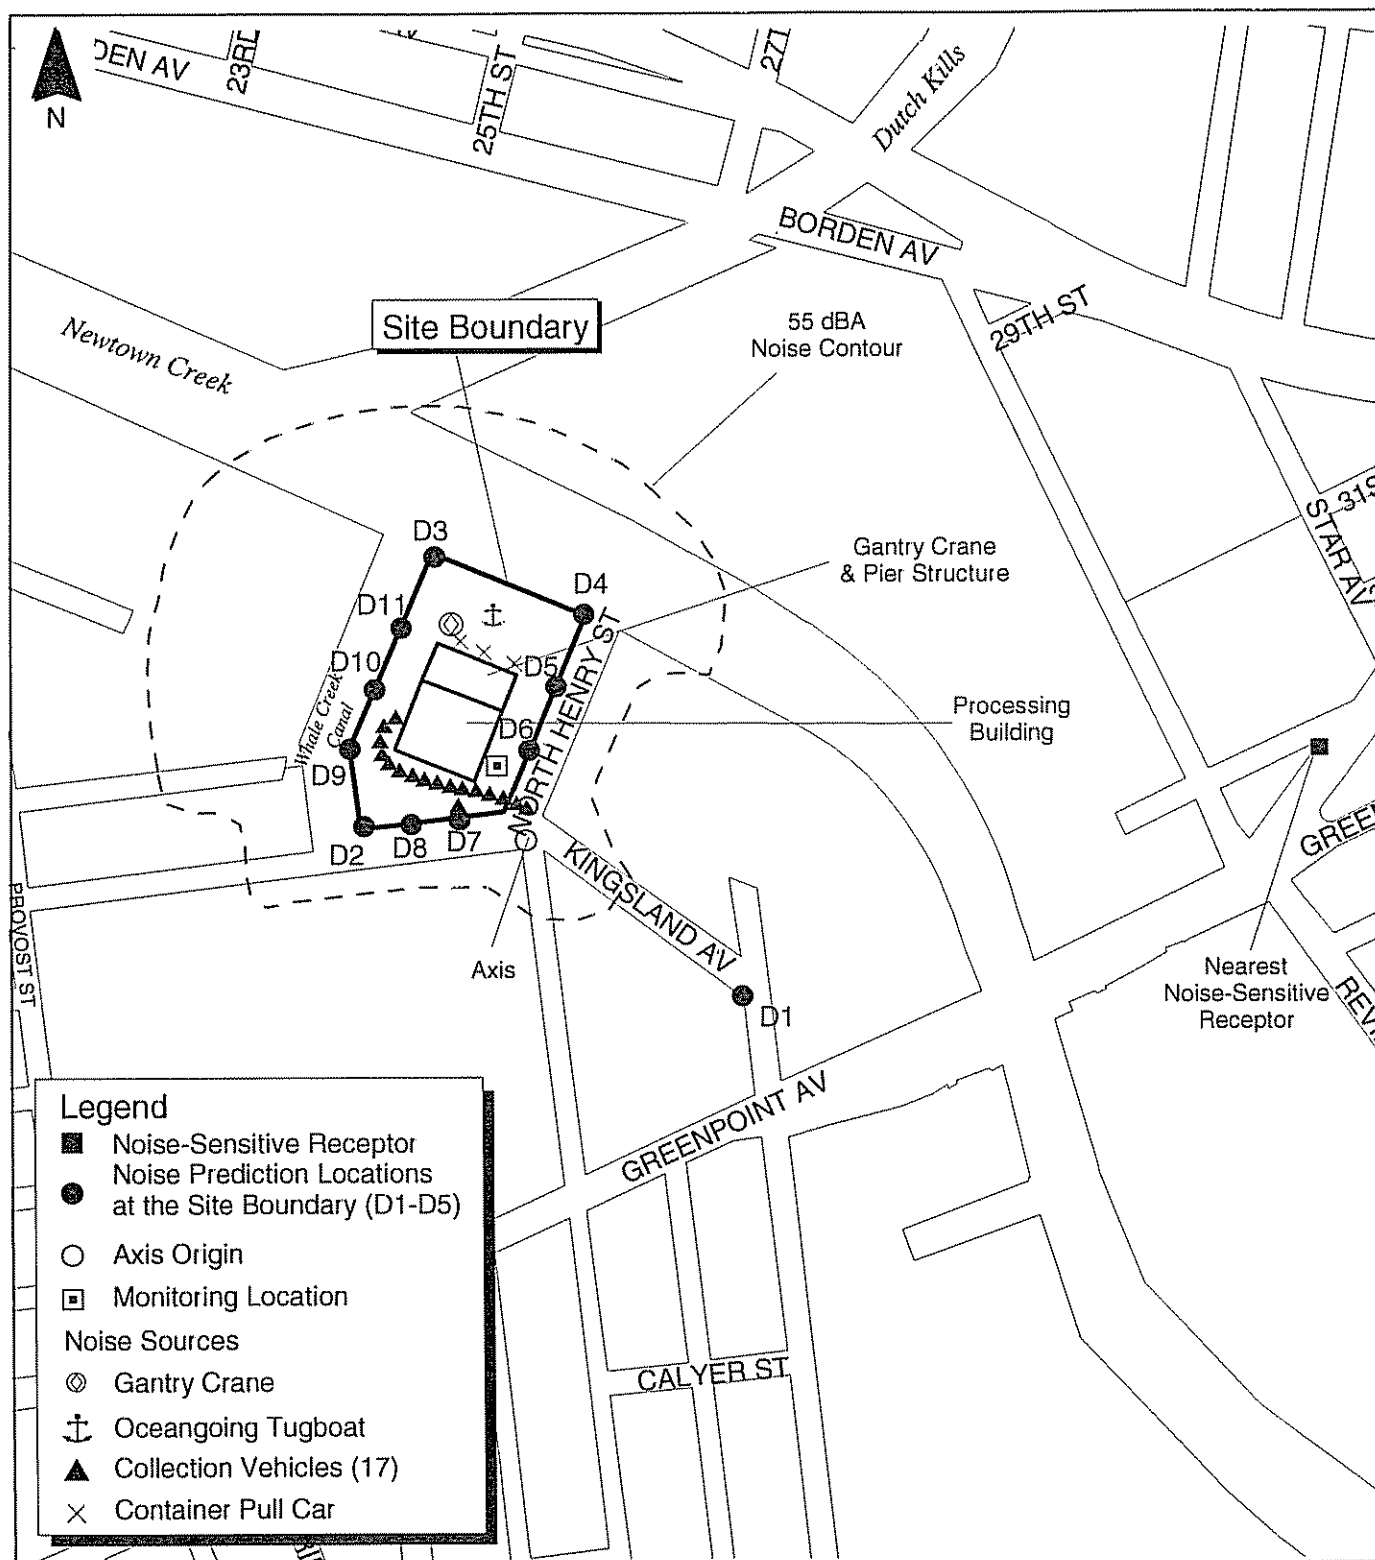 N
DEN AV
23RD
25TH ST
271
Dutch Kills
BORDEN AV
29TH ST
Newtown Creek
Site Boundary
55 dBA
Noise Contour
31S
STAR AV
D3
D4
D11
D10
D5
D6
D9
D2
D8
D7
Gantry Crane
& Pier Structure
NORTH HENRY ST
Whale Creek
Canal
Processing
Building
KINGSLAND AV
GREEN
PROVOST ST
Axis
D1
Nearest
Noise-Sensitive
Receptor
REVI
GREENPOINT AV
CALYER ST
Legend
Noise-Sensitive Receptor
Noise Prediction Locations
at the Site Boundary (D1-D5)
Axis Origin
Monitoring Location
Noise Sources
Gantry Crane
Oceangoing Tugboat
Collection Vehicles (17)
Container Pull Car